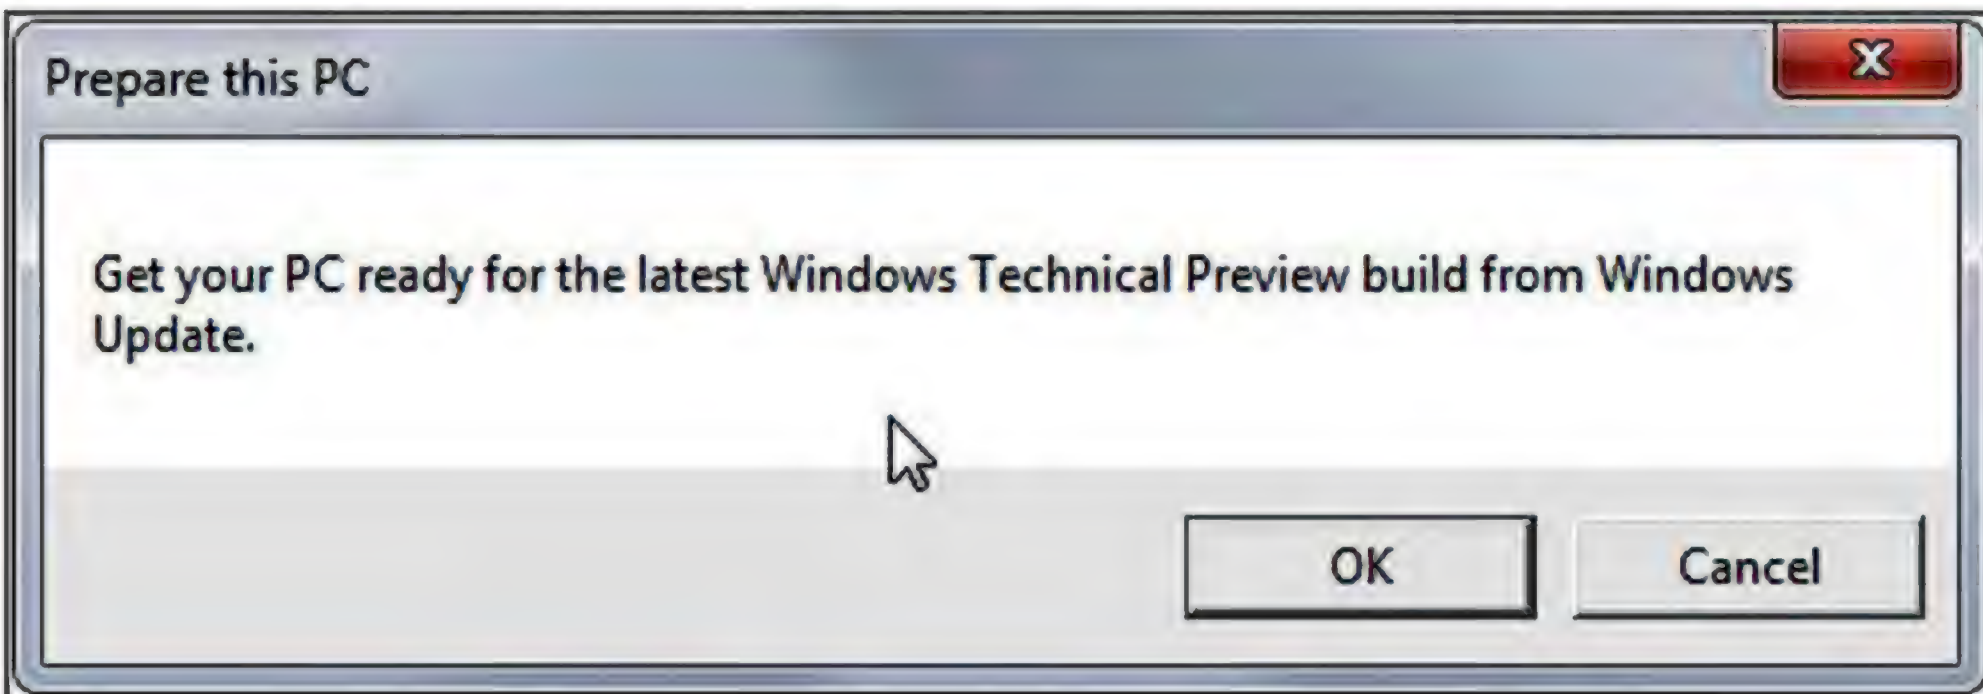 Prepare this PC
Get your PC ready for the latest Windows Technical Preview build from Windows
Update.
OK
Cancel